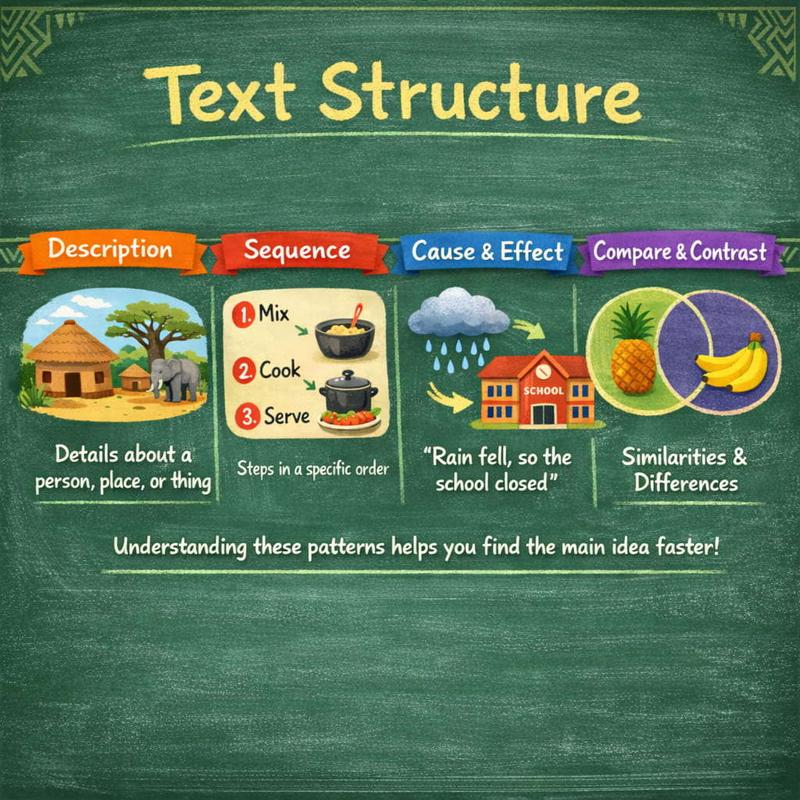 Text Structure
Description
Details about a
person, place, or thing
Sequence
1. Mix
2. Cook
3. Serve
Steps in a specific order
Cause & Effect
SCHOOL
“Rain fell, so the
school closed”
Compare & Contrast
Similarities &
Differences
Understanding these patterns helps you find the main idea faster!